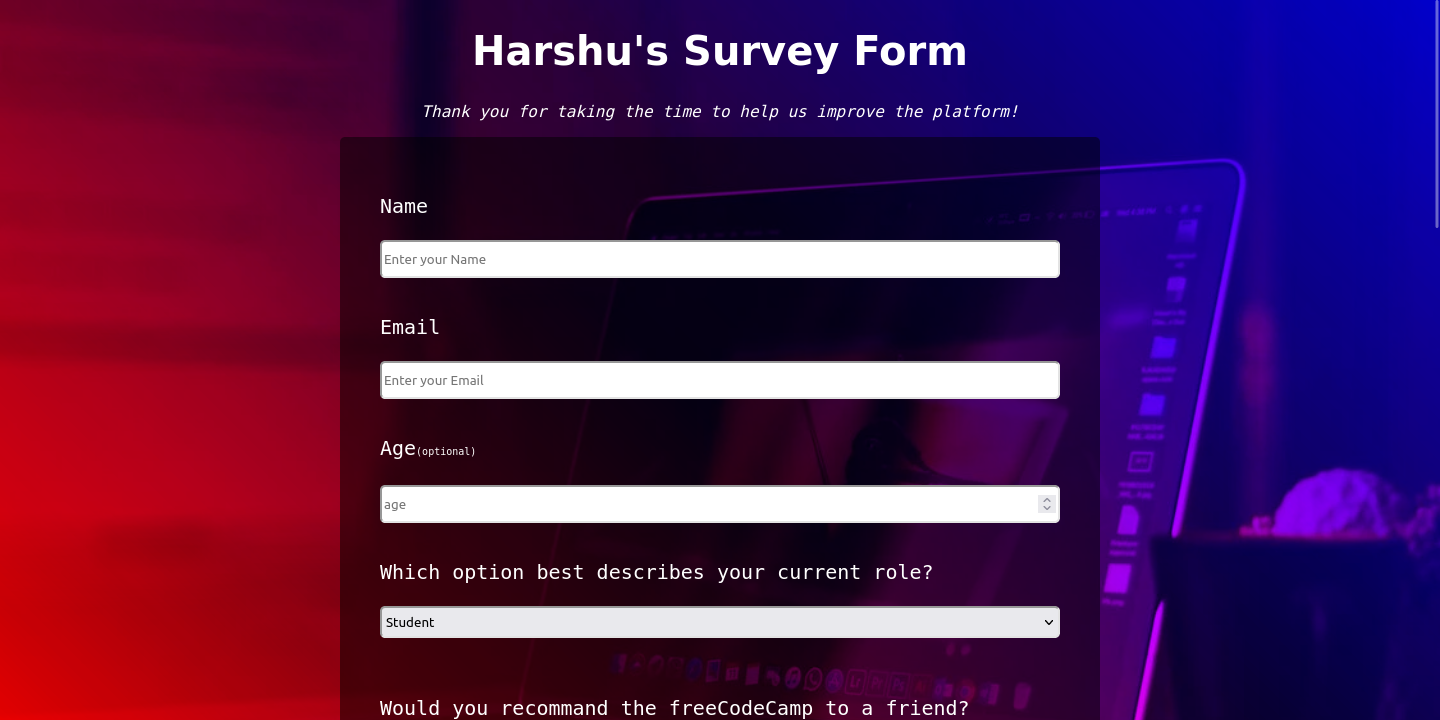 Harshu's Survey Form
Thank you for taking the time to help us improve the platform!
Name
Enter your Name
Email
Enter your Email
Age(optional)
age
Which option best describes your current role?
Student
Would you recommand the freeCodeCamp to a friend?